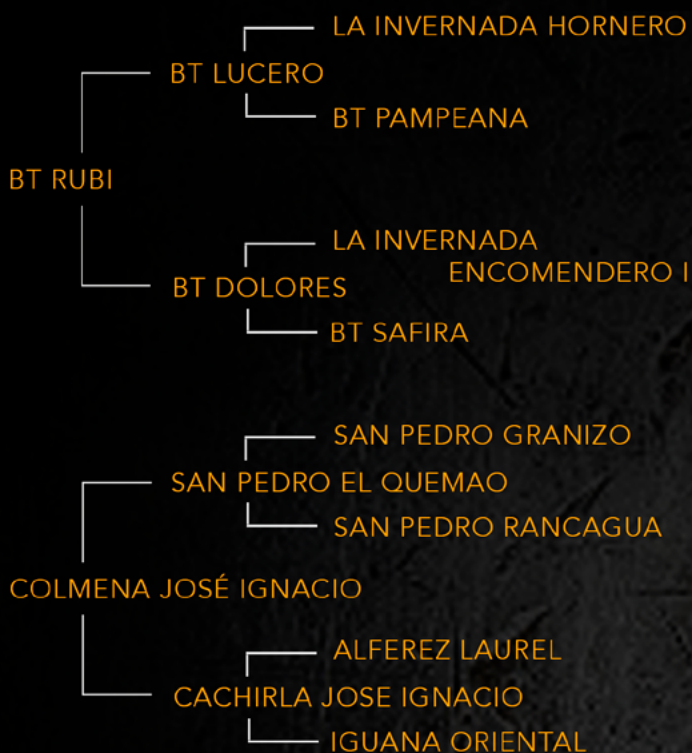 LA INVERNADA HORNERO
BT LUCERO
BT PAMPEANA
BT RUBI
LA INVERNADA
ENCOMENDERO I
BT DOLORES
BT SAFIRA
SAN PEDRO GRANIZO
SAN PEDRO EL QUEMAO
SAN PEDRO RANCAGUA
COLMENA JOSÉ IGNACIO
ALFEREZ LAUREL
CACHIRLA JOSE IGNACIO
IGUANA ORIENTAL